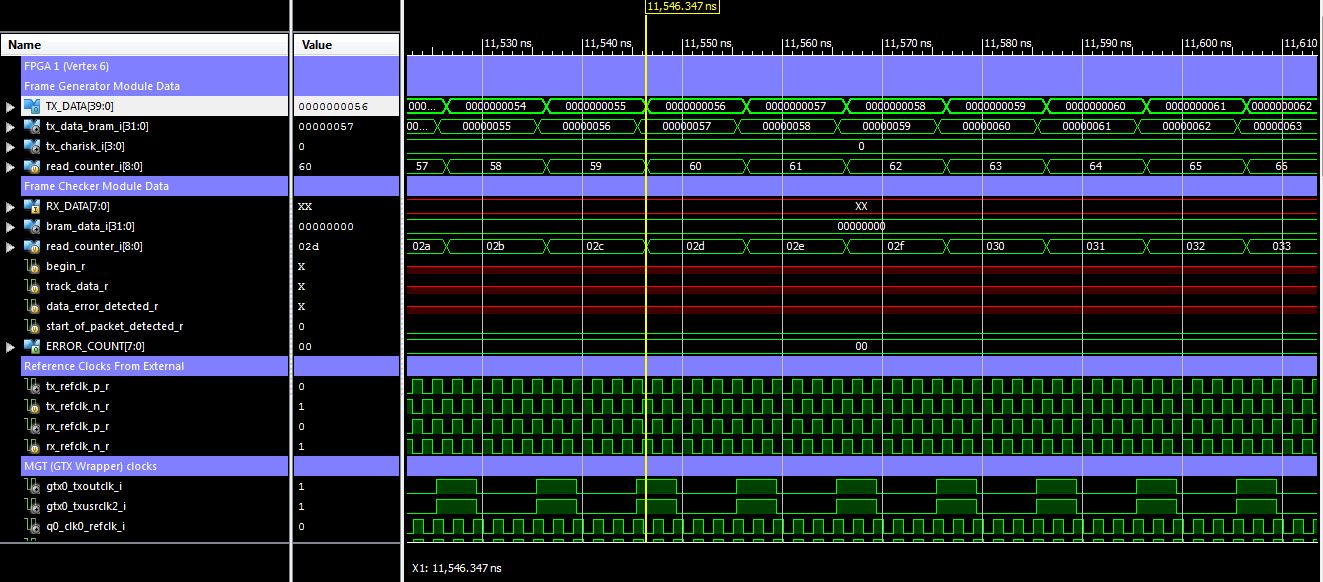 11,546.347 ns
Name Value 11,530 ns 11,540 ns 11,550 ns 11,560 ns 11,570 ns 11,580 ns 11,590 ns 11,600 ns 11,610
FPGA 1 (Vertex 6)
Frame Generator Module Data
TX_DATA[39:0] 0000000056 000... 0000000054 0000000055 0000000056 0000000057 0000000058 0000000059 0000000060 0000000061 0000000062
tx_data_bram_i[31:0] 00000057 00... 00000055 00000056 00000057 00000058 00000059 00000060 00000061 00000062 00000063
tx_charisk_i[3:0] 0 0
read_counter_i[8:0] 60 57 58 59 60 61 62 63 64 65 66
Frame Checker Module Data
RX_DATA[7:0] XX XX
bram_data_i[31:0] 00000000 00000000
read_counter_i[8:0] 02d 02a 02b 02c 02d 02e 02f 030 031 032 033
begin_r X
track_data_r X
data_error_detected_r X
start_of_packet_detected_r 0
ERROR_COUNT[7:0] 00 00
Reference Clocks From External
tx_refclk_p_r 0
tx_refclk_n_r 1
rx_refclk_p_r 0
rx_refclk_n_r 1
MGT (GTX Wrapper) clocks
gtx0_txoutclk_i 1
gtx0_txusrclk2_i 1
q0_clk0_refclk_i 0
X1: 11,546.347 ns